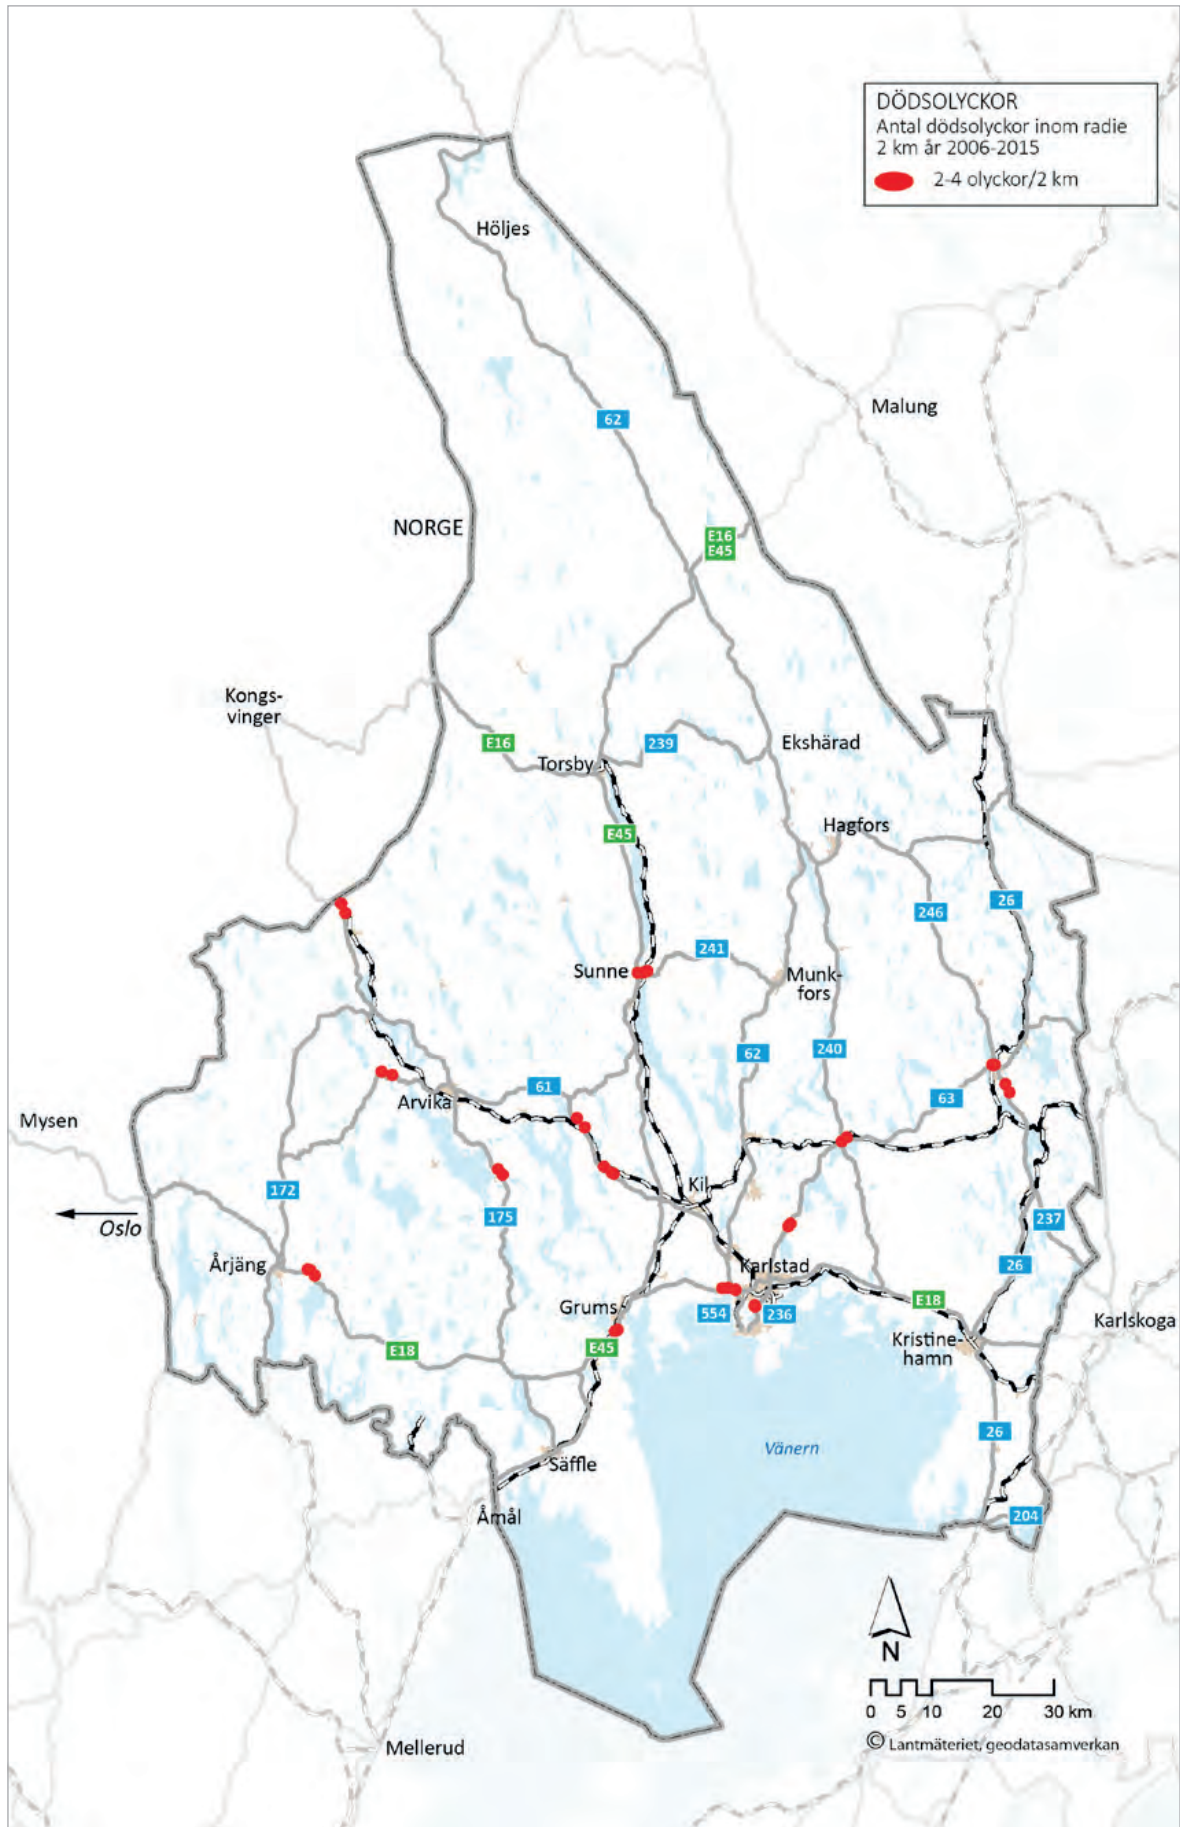 DÖDSOLYCKOR
Antal dödsolyckor inom radie
2 km år 2006-2015
2-4 olyckor/2 km
Höljes
Malung
62
NORGE
E16
E45
Kongs-
vinger
E16
239
Ekshärad
Torsby
E45
Hagfors
26
246
241
Sunne
Munk-
fors
62
240
61
63
Arvika
Mysen
Kil
172
175
237
Oslo
Årjäng
Karlstad
26
E18
Grums
554
236
Karlskoga
E18
E45
Kristine-
hamn
26
Vänern
Säffle
Åmål
204
N
0 5 10 20 30 km
© Lantmäteriet, geodatasamverkan
Mellerud